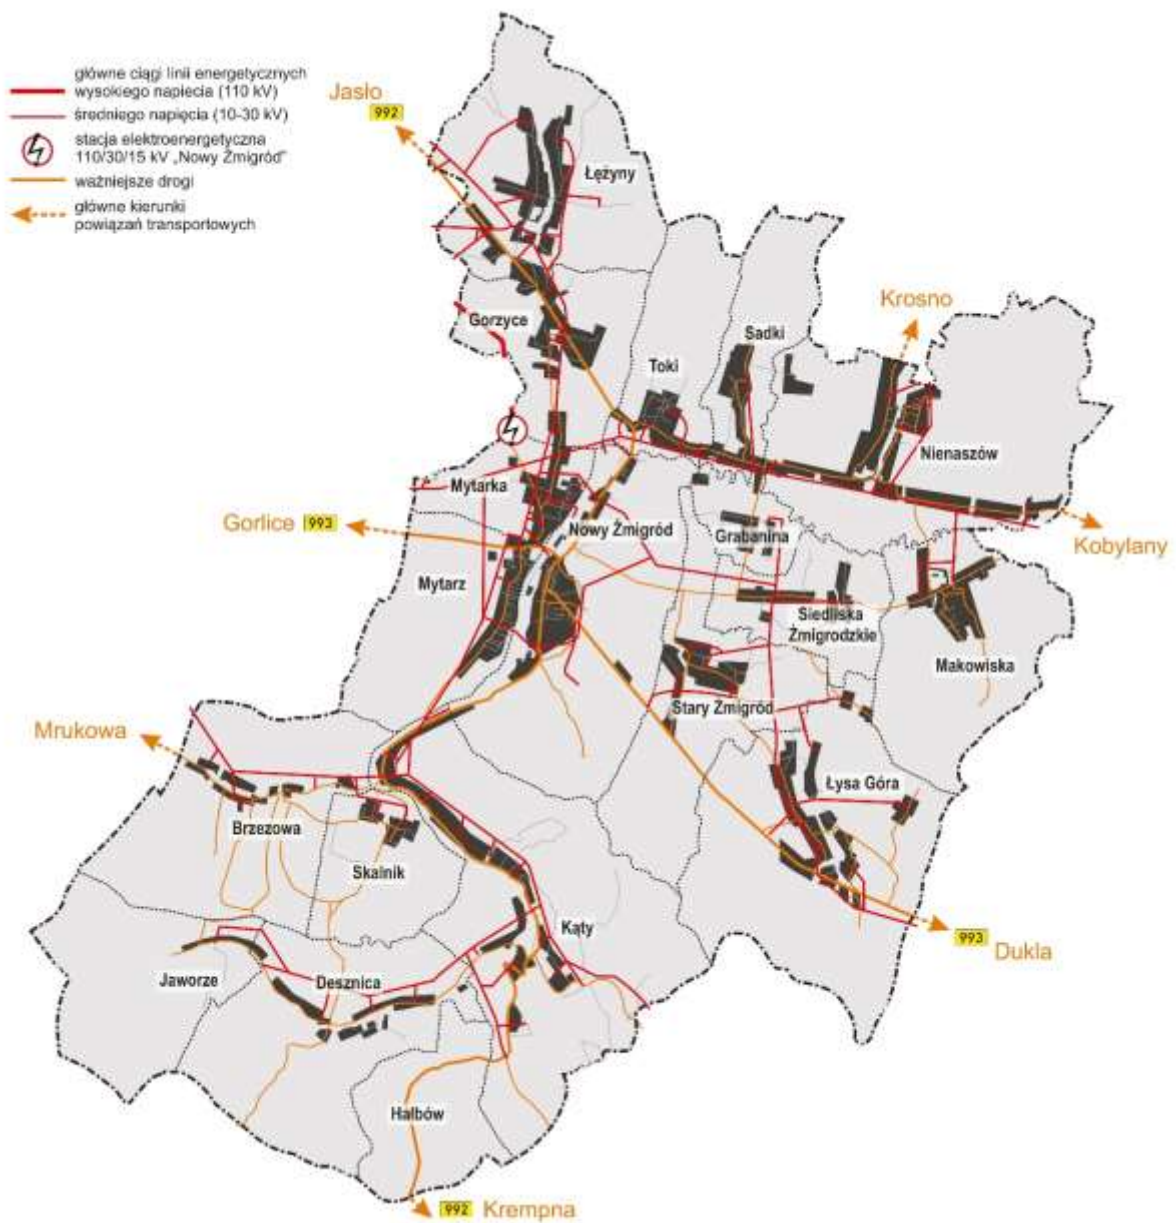 główne ciągi linii energetycznych
wysokiego napięcia (110 kV)
średniego napięcia (10-30 kV)
stacja elektroenergetyczna
110/30/15 kV „Nowy Żmigród"
ważniejsze drogi
główne kierunki
powiązań transportowych
Jasło
992
Łężyny
Krosno
Gorzyce
Sadki
Toki
Nienaszów
Mytarka
Gorlice 993
Nowy Żmigród
Grabanina
Kobylany
Mytarz
Siedliska
Żmigrodzkie
Makowiska
Stary Żmigród
Mrukowa
Łysa Góra
Brzezowa
Skalnik
Kąty
993
Dukla
Jaworze
Desznica
Hałbów
992 Krempna